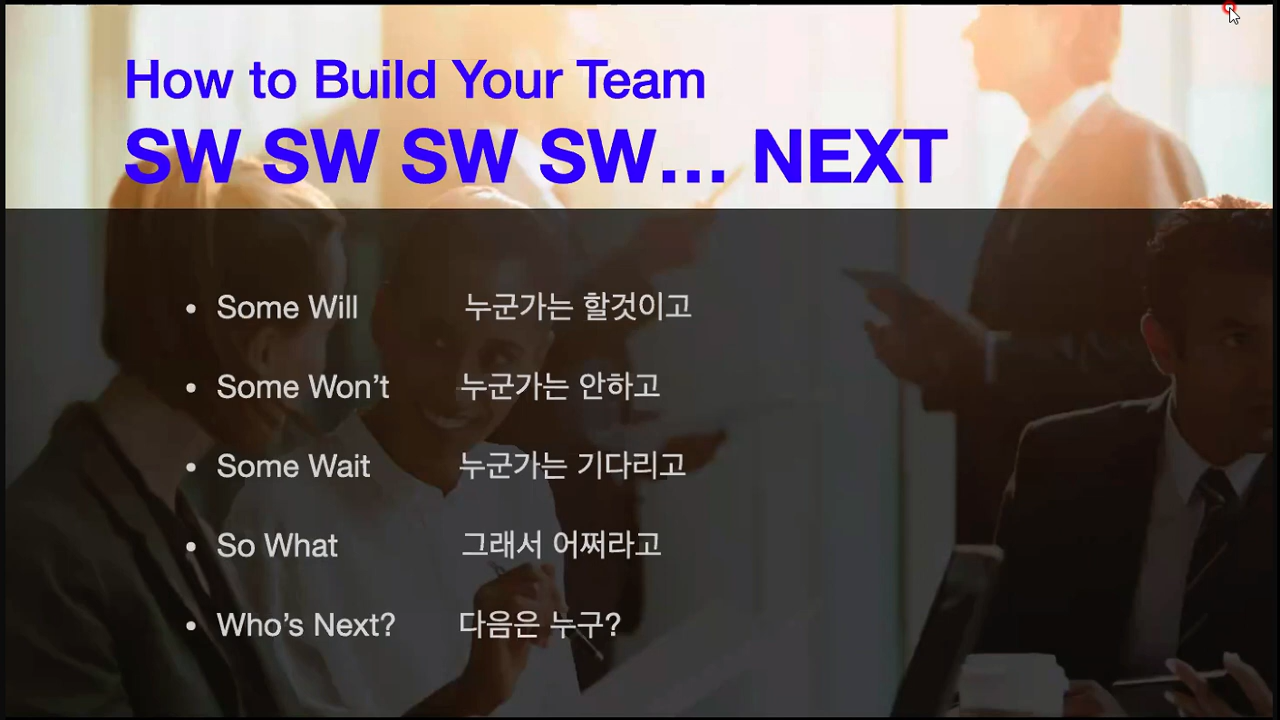 How to Build Your Team
SW SW SW SW... NEXT
• Some Will 누군가는 할것이고
• Some Won't 누군가는 안하고
• Some Wait 누군가는 기다리고
• So What 그래서 어쩌라고
• Who's Next? 다음은 누구?